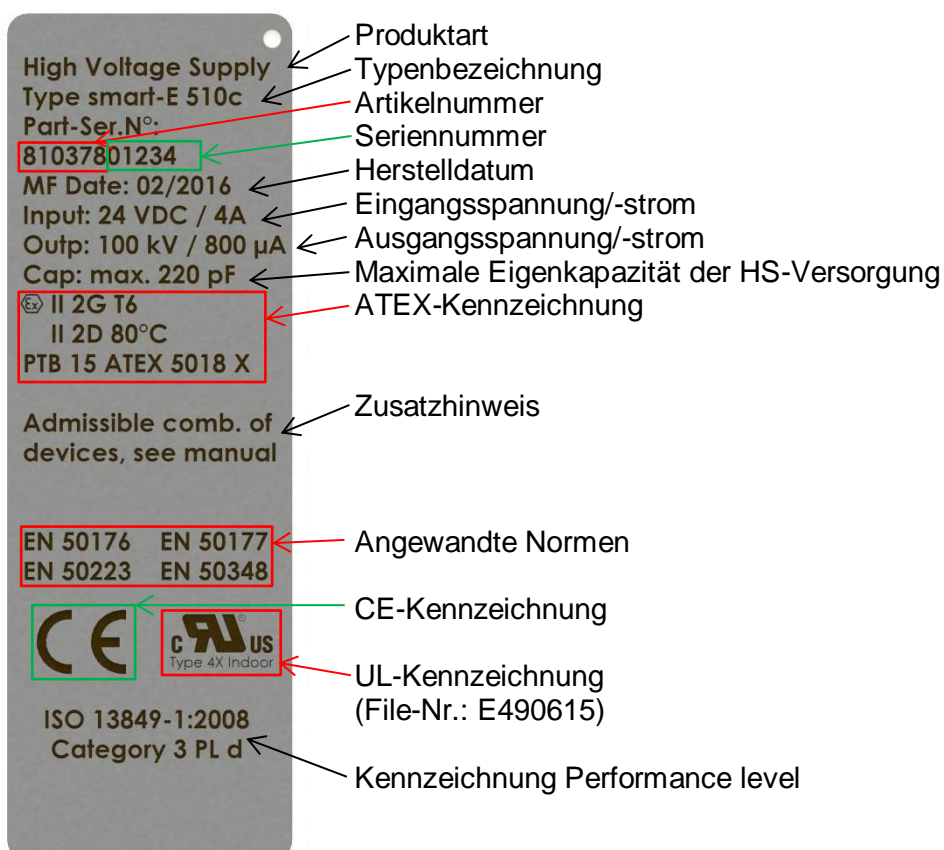 High Voltage Supply
Type smart-E 510c
Part-Ser.N°:
81037801234
MF Date: 02/2016
Input: 24 VDC / 4A
Outp: 100 kV / 800 µA
Cap: max. 220 pF
Ex II 2G T6
II 2D 80°C
PTB 15 ATEX 5018 X
Admissible comb. of
devices, see manual
EN 50176 EN 50177
EN 50223 EN 50348
CE
C RU ® US
Type 4X Indoor
ISO 13849-1:2008
Category 3 PL d
Produktart
Typenbezeichnung
Artikelnummer
Seriennummer
Herstelldatum
Eingangsspannung/-strom
Ausgangsspannung/-strom
Maximale Eigenkapazität der HS-Versorgung
ATEX-Kennzeichnung
Zusatzhinweis
Angewandte Normen
CE-Kennzeichnung
UL-Kennzeichnung
(File-Nr.: E490615)
Kennzeichnung Performance level